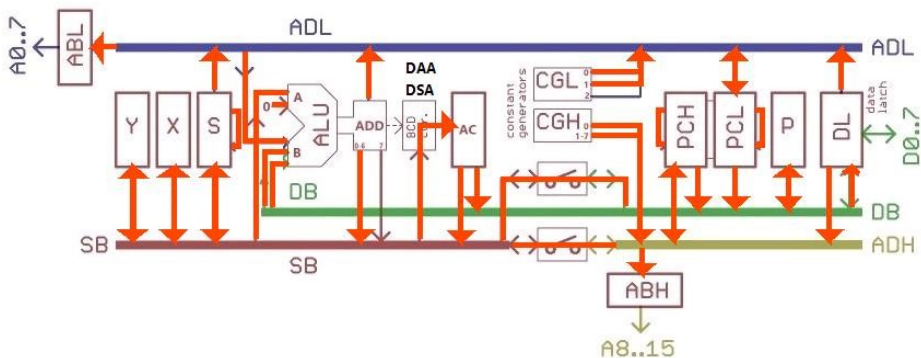 ADL
ADL
A0..7
ABL
Y
X
S
0
A
B
ALU
ADD
0-6
7
DAA
DSA
BCD
AC
constant
generators
CGL
0
1
2
CGH
0
1-7
PCH
PCL
P
DL
data
latch
D0..7
DB
DB
SB
SB
ADH
ABH
A8..15